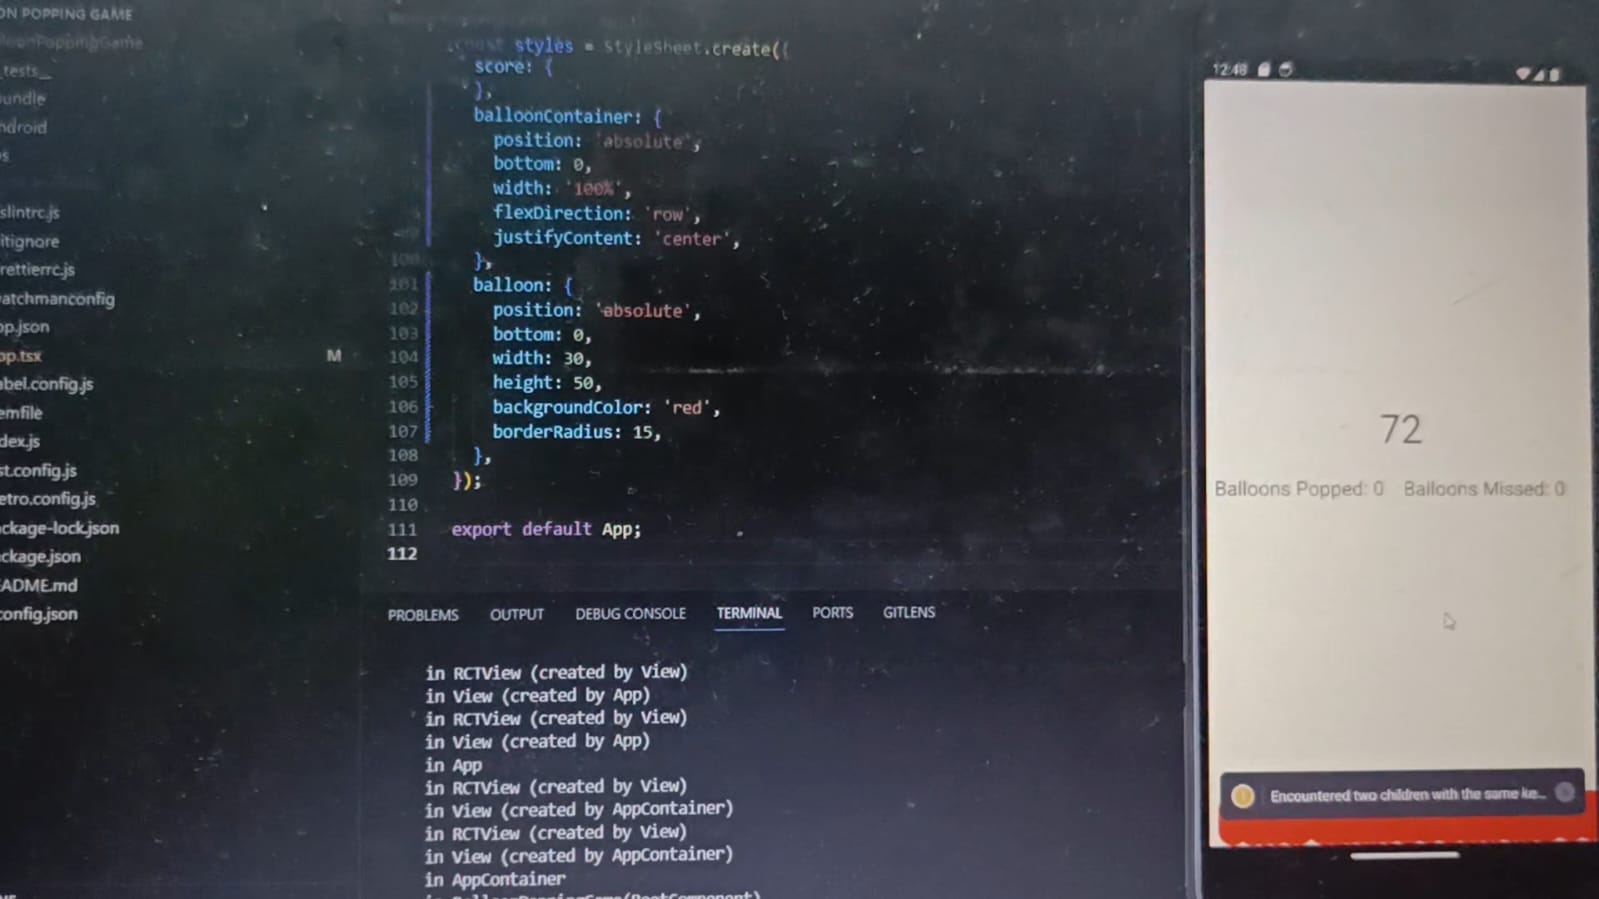 ON POPPING GAME
loonPoppingGame
tests__
undle
ndroid
s
slintrc.js
itignore
rettierrc.js
atchmanconfig
pp.json
pp.tsx M
abel.config.js
emfile
dex.js
st.config.js
etro.config.js
ckage-lock.json
ckage.json
EADME.md
config.json
const styles = StyleSheet.create({
score: {
},
balloonContainer: {
position: 'absolute',
bottom: 0,
width: '100%',
flexDirection: 'row',
justifyContent: 'center',
100 },
101 balloon: {
102 position: 'absolute',
103 bottom: 0,
104 width: 30,
105 height: 50,
106 backgroundColor: 'red',
107 borderRadius: 15,
108 },
109 });
110
111 export default App;
112
PROBLEMS OUTPUT DEBUG CONSOLE TERMINAL PORTS GITLENS
in RCTView (created by View)
in View (created by App)
in RCTView (created by View)
in View (created by App)
in App
in RCTView (created by View)
in View (created by AppContainer)
in RCTView (created by View)
in View (created by AppContainer)
in AppContainer
12:48
72
Balloons Popped: 0 Balloons Missed: 0
Encountered two children with the same ke...